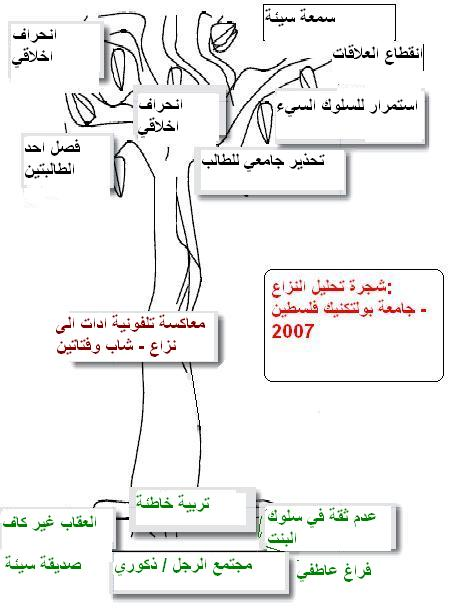 سمعة سيئة
انحراف
اخلاقي
انقطاع العلاقات
انحراف
اخلاقي
استمرار للسلوك السيء
فصل احد
الطالبتين
تحذير جامعي للطالب
شجرة تحليل النزاع:
جامعة بولتكنيك فلسطين -
2007
معاكسة تلفونية ادات الى
نزاع - شاب وفتاتين
تربية خاطئة
عدم ثقة في سلوك
البنت
العقاب غير كاف
صديقة سيئة
مجتمع الرجل / ذكوري
فراغ عاطفي